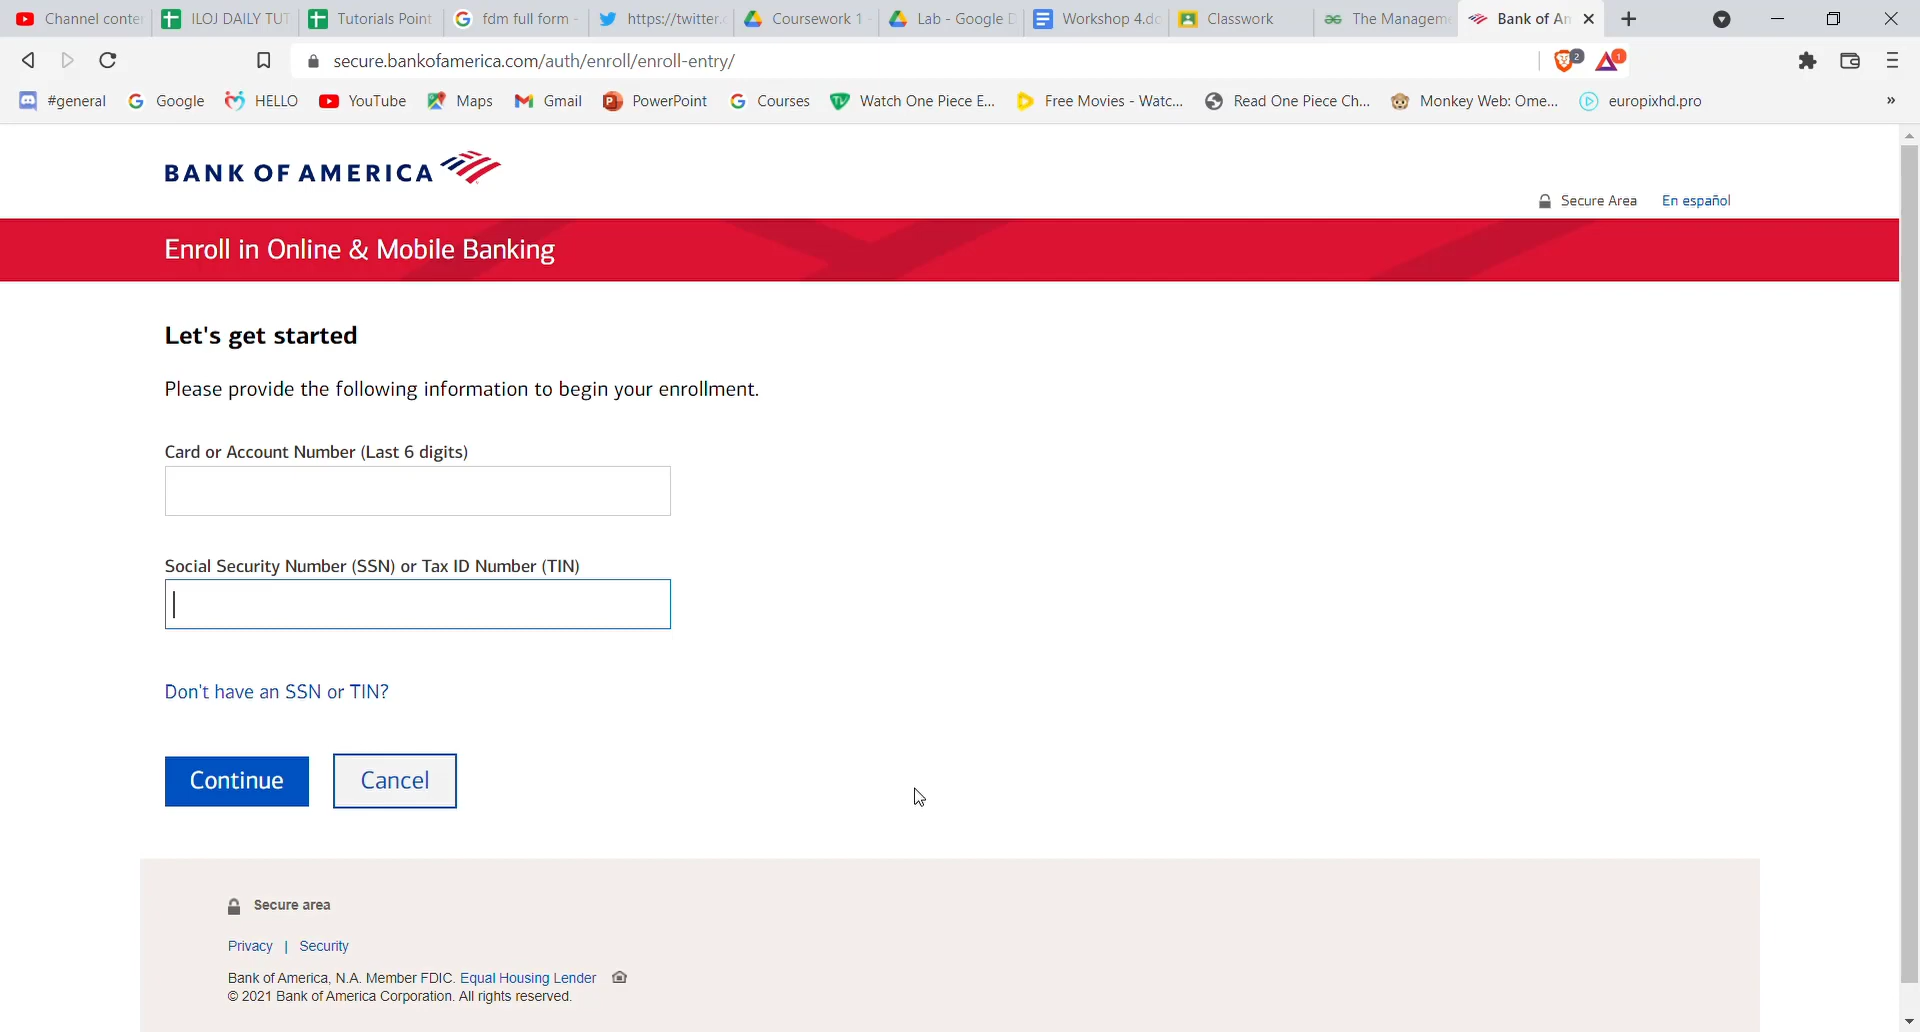 Channel conte
ILOJ DAILY TUT
Tutorials Point
fdm full form -
https://twitter.c
Coursework 1 -
Lab - Google D
Workshop 4.do
Classwork
The Managem
Bank of Am
secure.bankofamerica.com/auth/enroll/enroll-entry/
2
1
#general
Google
HELLO
YouTube
Maps
Gmail
PowerPoint
Courses
Watch One Piece E...
Free Movies - Watc...
Read One Piece Ch...
Monkey Web: Ome...
europixhd.pro
»
BANK OF AMERICA
Secure Area
En español
Enroll in Online & Mobile Banking
Let's get started
Please provide the following information to begin your enrollment.
Card or Account Number (Last 6 digits)
Social Security Number (SSN) or Tax ID Number (TIN)
Don't have an SSN or TIN?
Continue
Cancel
Secure area
Privacy | Security
Bank of America, N.A. Member FDIC. Equal Housing Lender
© 2021 Bank of America Corporation. All rights reserved.